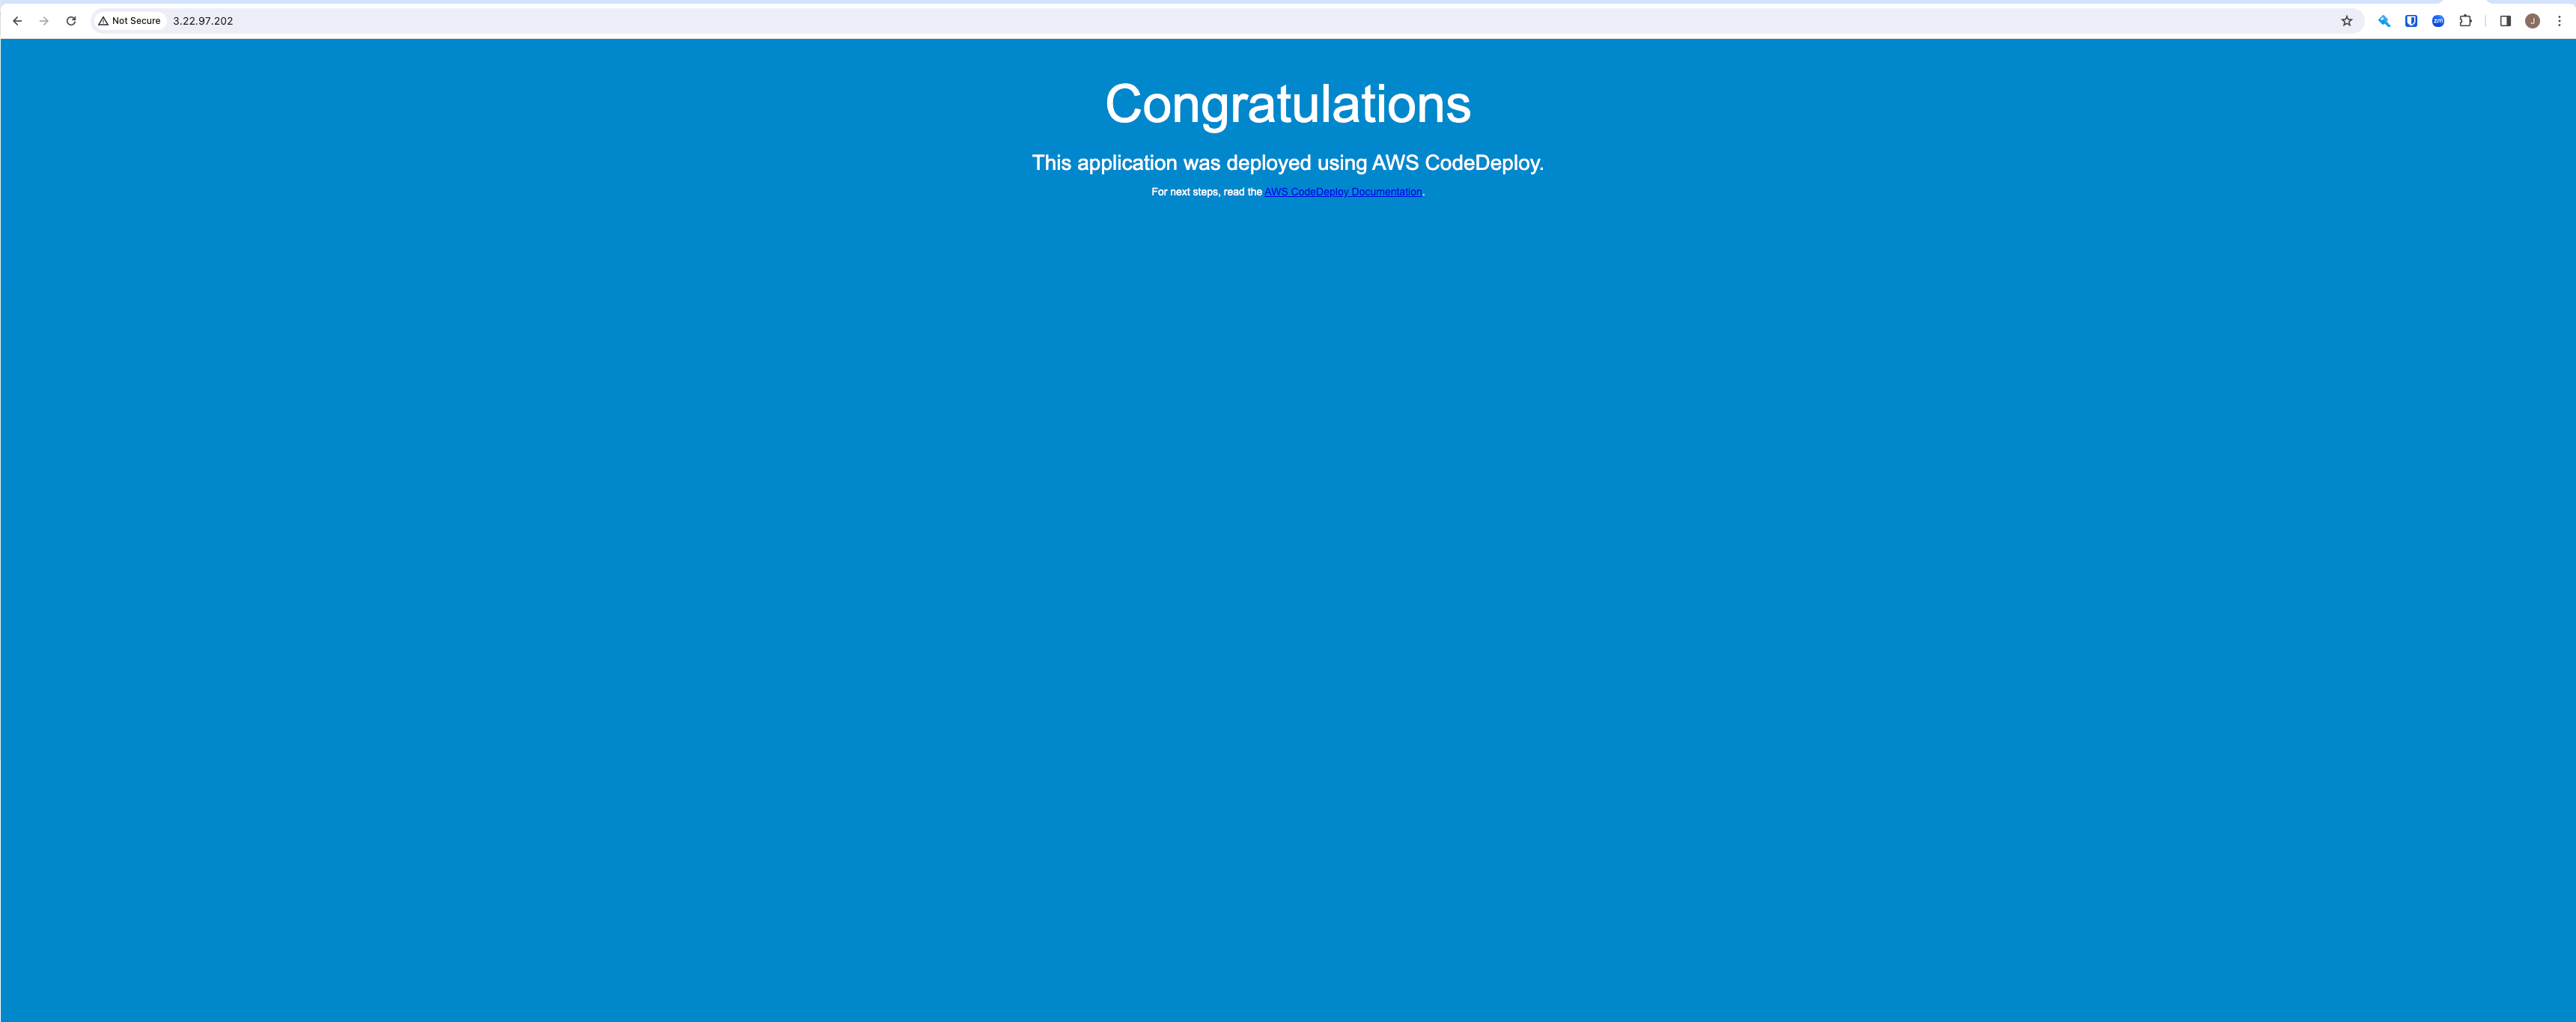 Not Secure 3.22.97.202
zm
J
Congratulations
This application was deployed using AWS CodeDeploy.
For next steps, read the AWS CodeDeploy Documentation.